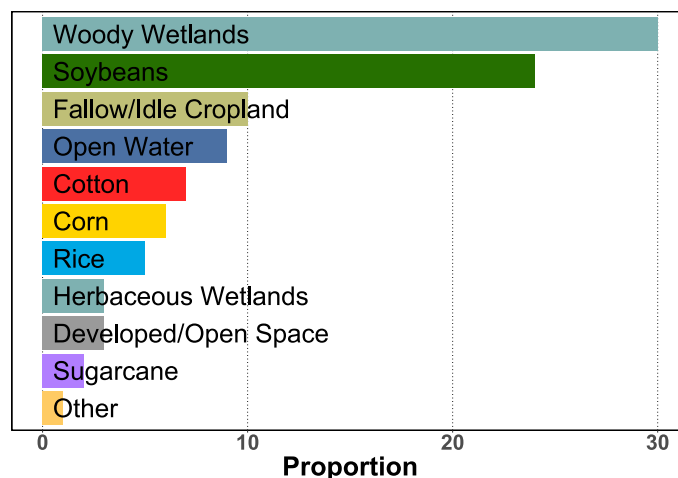 Woody Wetlands
Soybeans
Fallow/Idle Cropland
Open Water
Cotton
Corn
Rice
Herbaceous Wetlands
Developed/Open Space
Sugarcane
Other
0 10 20 30
Proportion